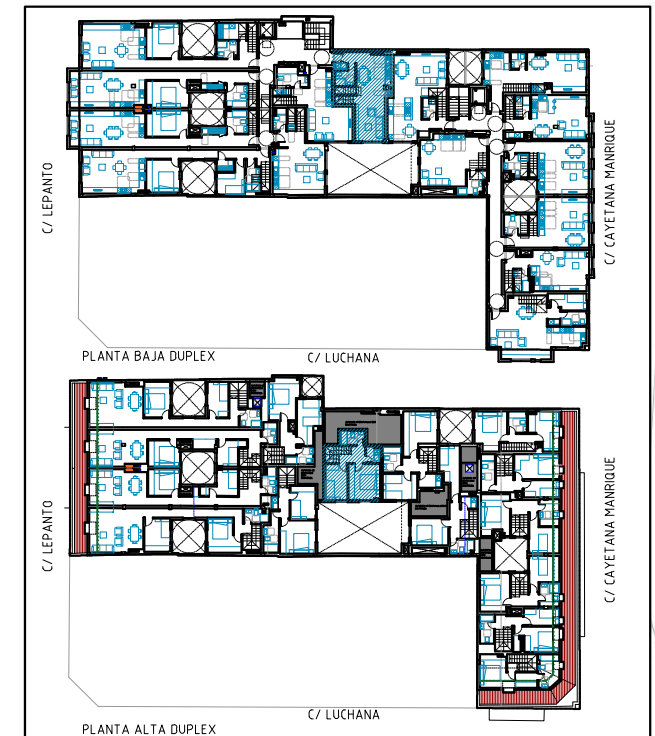 C/ LEPANTO
C/ CAYETANA MANRIQUE
PLANTA BAJA DUPLEX
C/ LUCHANA
C/ LEPANTO
C/ CAYETANA MANRIQUE
C/ LUCHANA
PLANTA ALTA DUPLEX